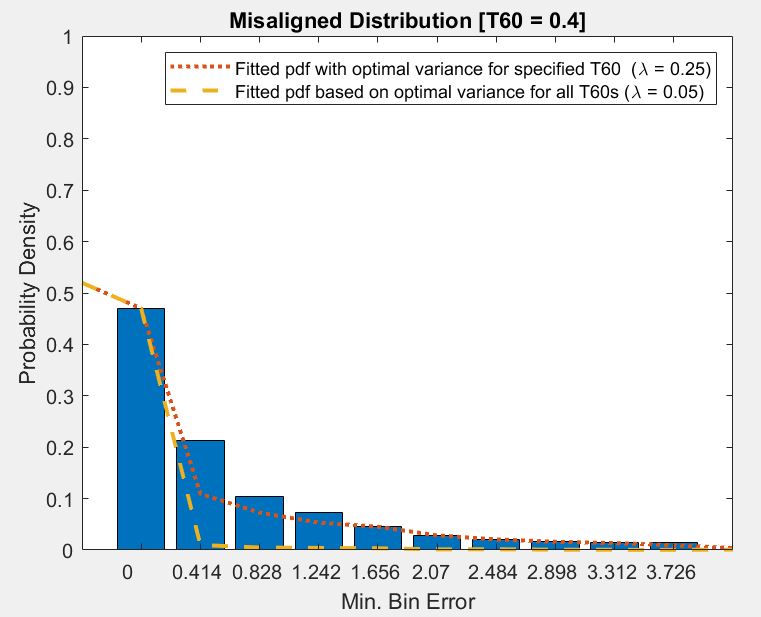 Misaligned Distribution [T60 = 0.4]
1
0.9
0.8
0.7
0.6
0.5
0.4
0.3
0.2
0.1
0
Probability Density
Fitted pdf with optimal variance for specified T60 (λ = 0.25)
Fitted pdf based on optimal variance for all T60s (λ = 0.05)
0 0.414 0.828 1.242 1.656 2.07 2.484 2.898 3.312 3.726
Min. Bin Error